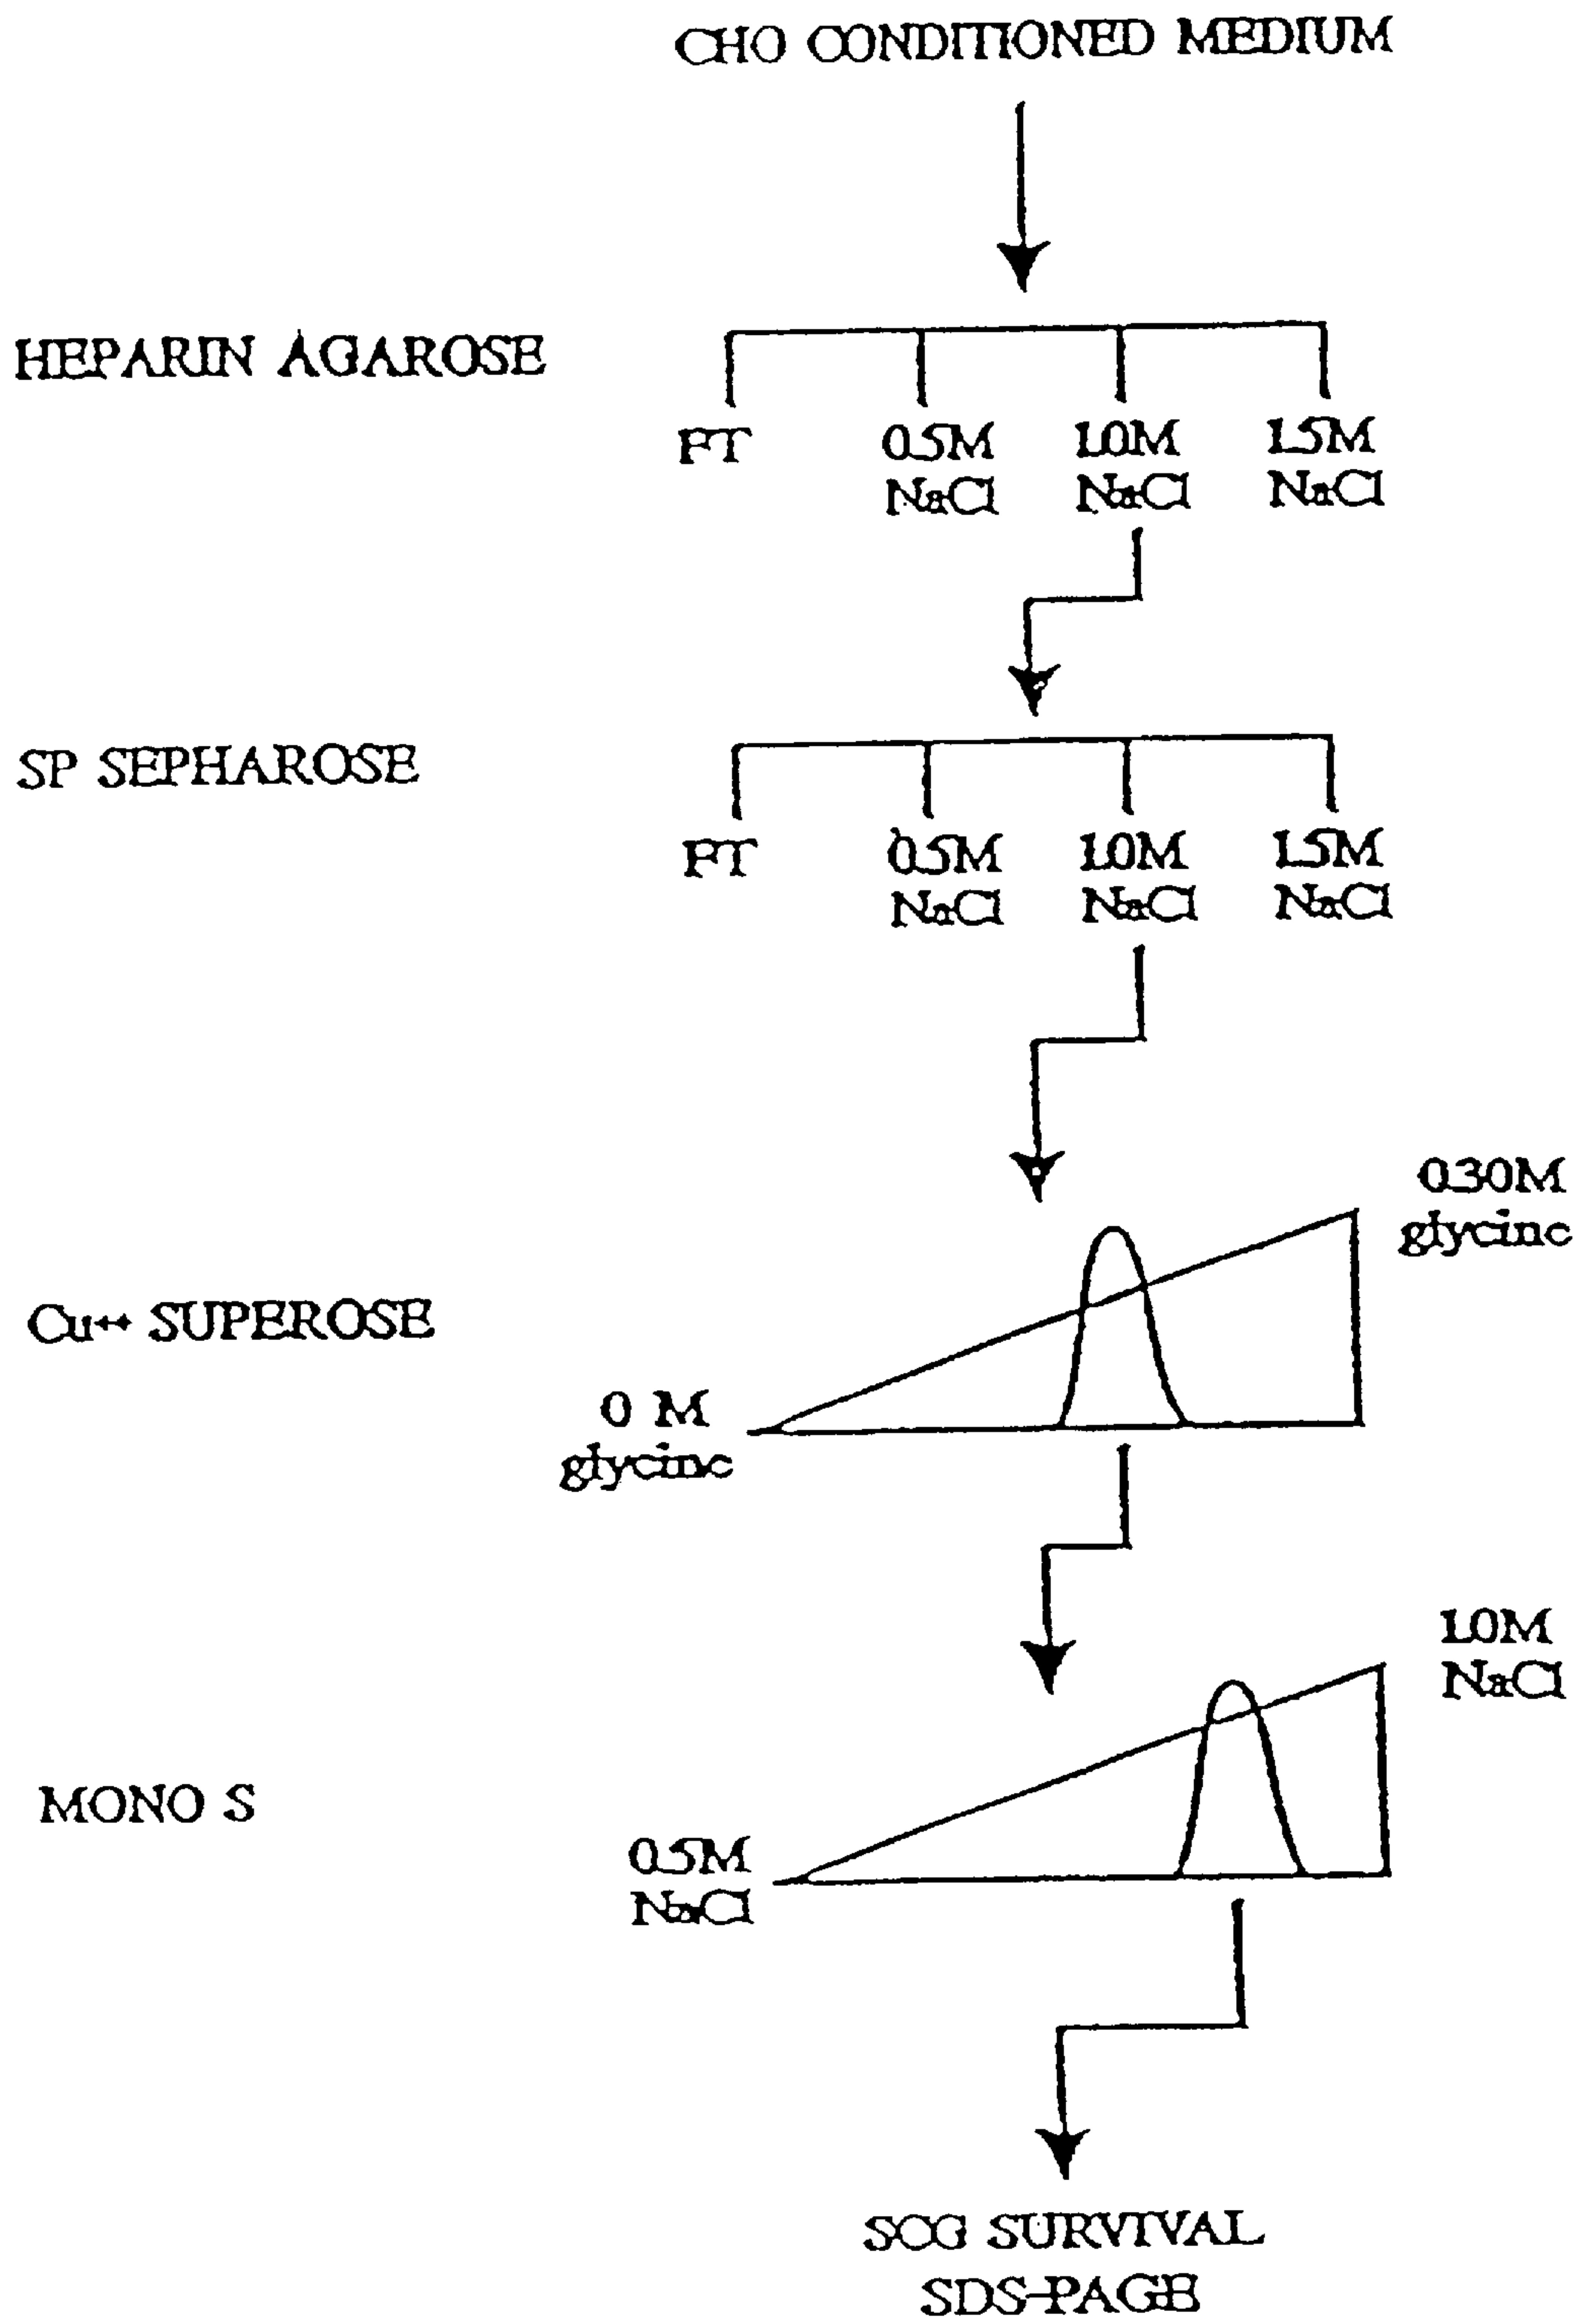 CHO CONDITIONED MEDIUM
HEPARIN AGAROSE
FT
0.5M
NaCl
1.0M
NaCl
1.5M
NaCl
SP SEPHAROSE
FT
0.5M
NaCl
1.0M
NaCl
1.5M
NaCl
0.30M
glycine
Cu++ SUPEROSE
0 M
glycine
1.0M
NaCl
MONO S
0.5M
NaCl
SCG SURVIVAL
SDS-PAGE